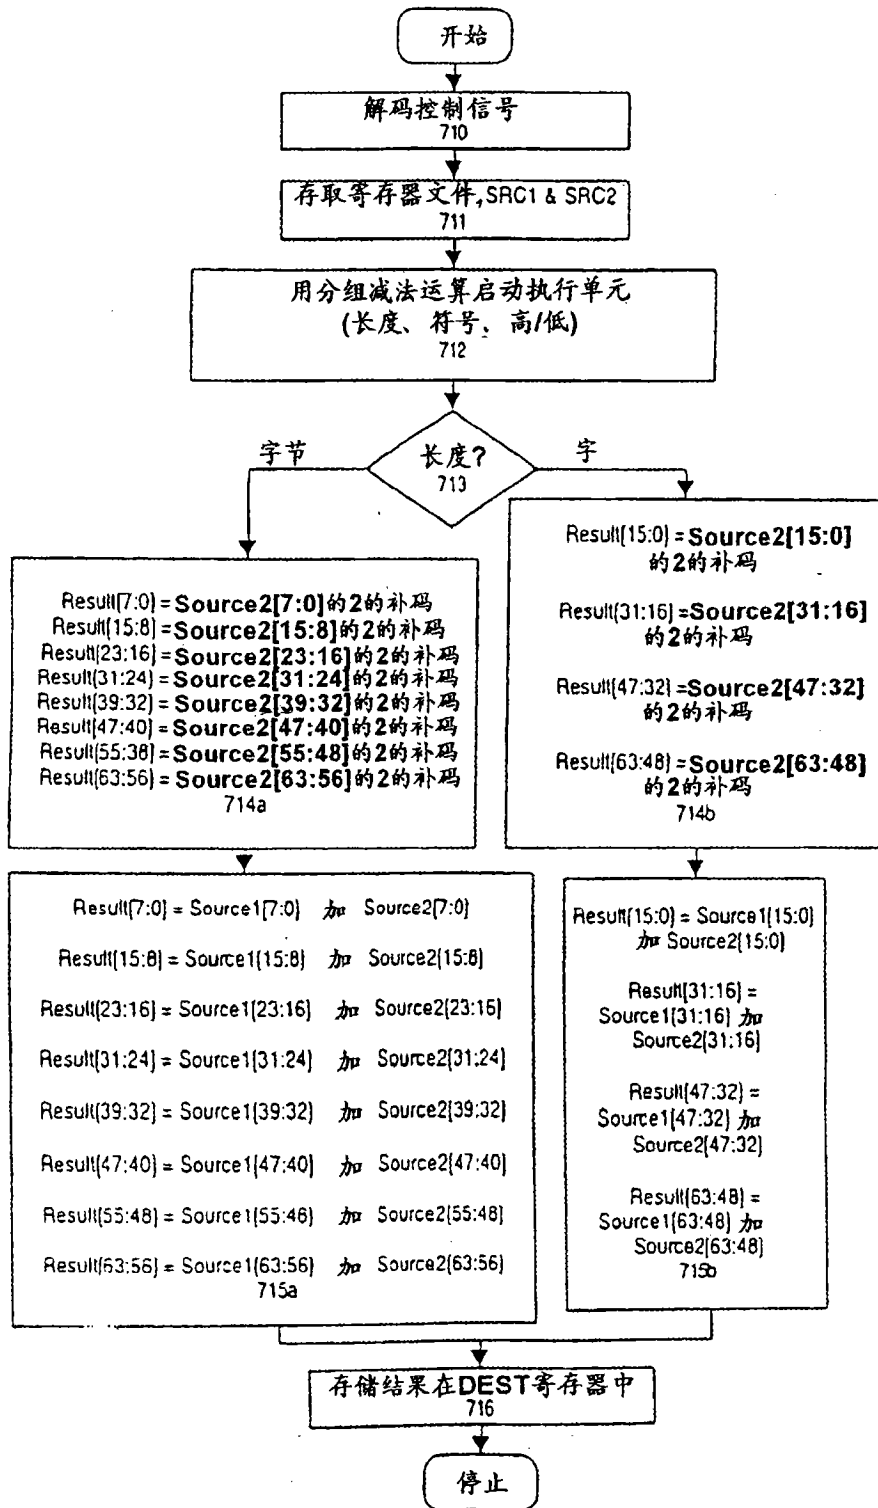 开始
解码控制信号
710
存取寄存器文件,SRC1 & SRC2
711
用分组减法运算启动执行单元
(长度、符号、高/低)
712
字节
长度?
713
字
Result[7:0] = Source2[7:0]的2的补码
Result[15:8] = Source2[15:8]的2的补码
Result[23:16] = Source2[23:16]的2的补码
Result[31:24] = Source2[31:24]的2的补码
Result[39:32] = Source2[39:32]的2的补码
Result[47:40] = Source2[47:40]的2的补码
Result[55:38] = Source2[55:48]的2的补码
Result[63:56] = Source2[63:56]的2的补码
714a
Result[15:0] = Source2[15:0]
的2的补码
Result[31:16] = Source2[31:16]
的2的补码
Result[47:32] = Source2[47:32]
的2的补码
Result[63:48] = Source2[63:48]
的2的补码
714b
Result[7:0] = Source1[7:0] 加 Source2[7:0]
Result[15:8] = Source1[15:8] 加 Source2[15:8]
Result[23:16] = Source1[23:16] 加 Source2[23:16]
Result[31:24] = Source1[31:24] 加 Source2[31:24]
Result[39:32] = Source1[39:32] 加 Source2[39:32]
Result[47:40] = Source1[47:40] 加 Source2[47:40]
Result[55:48] = Source1[55:48] 加 Source2[55:48]
Result[63:56] = Source1[63:56] 加 Source2[63:56]
715a
Result[15:0] = Source1[15:0]
加 Source2[15:0]
Result[31:16] =
Source1[31:16] 加
Source2[31:16]
Result[47:32] =
Source1[47:32] 加
Source2[47:32]
Result[63:48] =
Source1[63:48] 加
Source2[63:48]
715b
存储结果在DEST寄存器中
716
停止